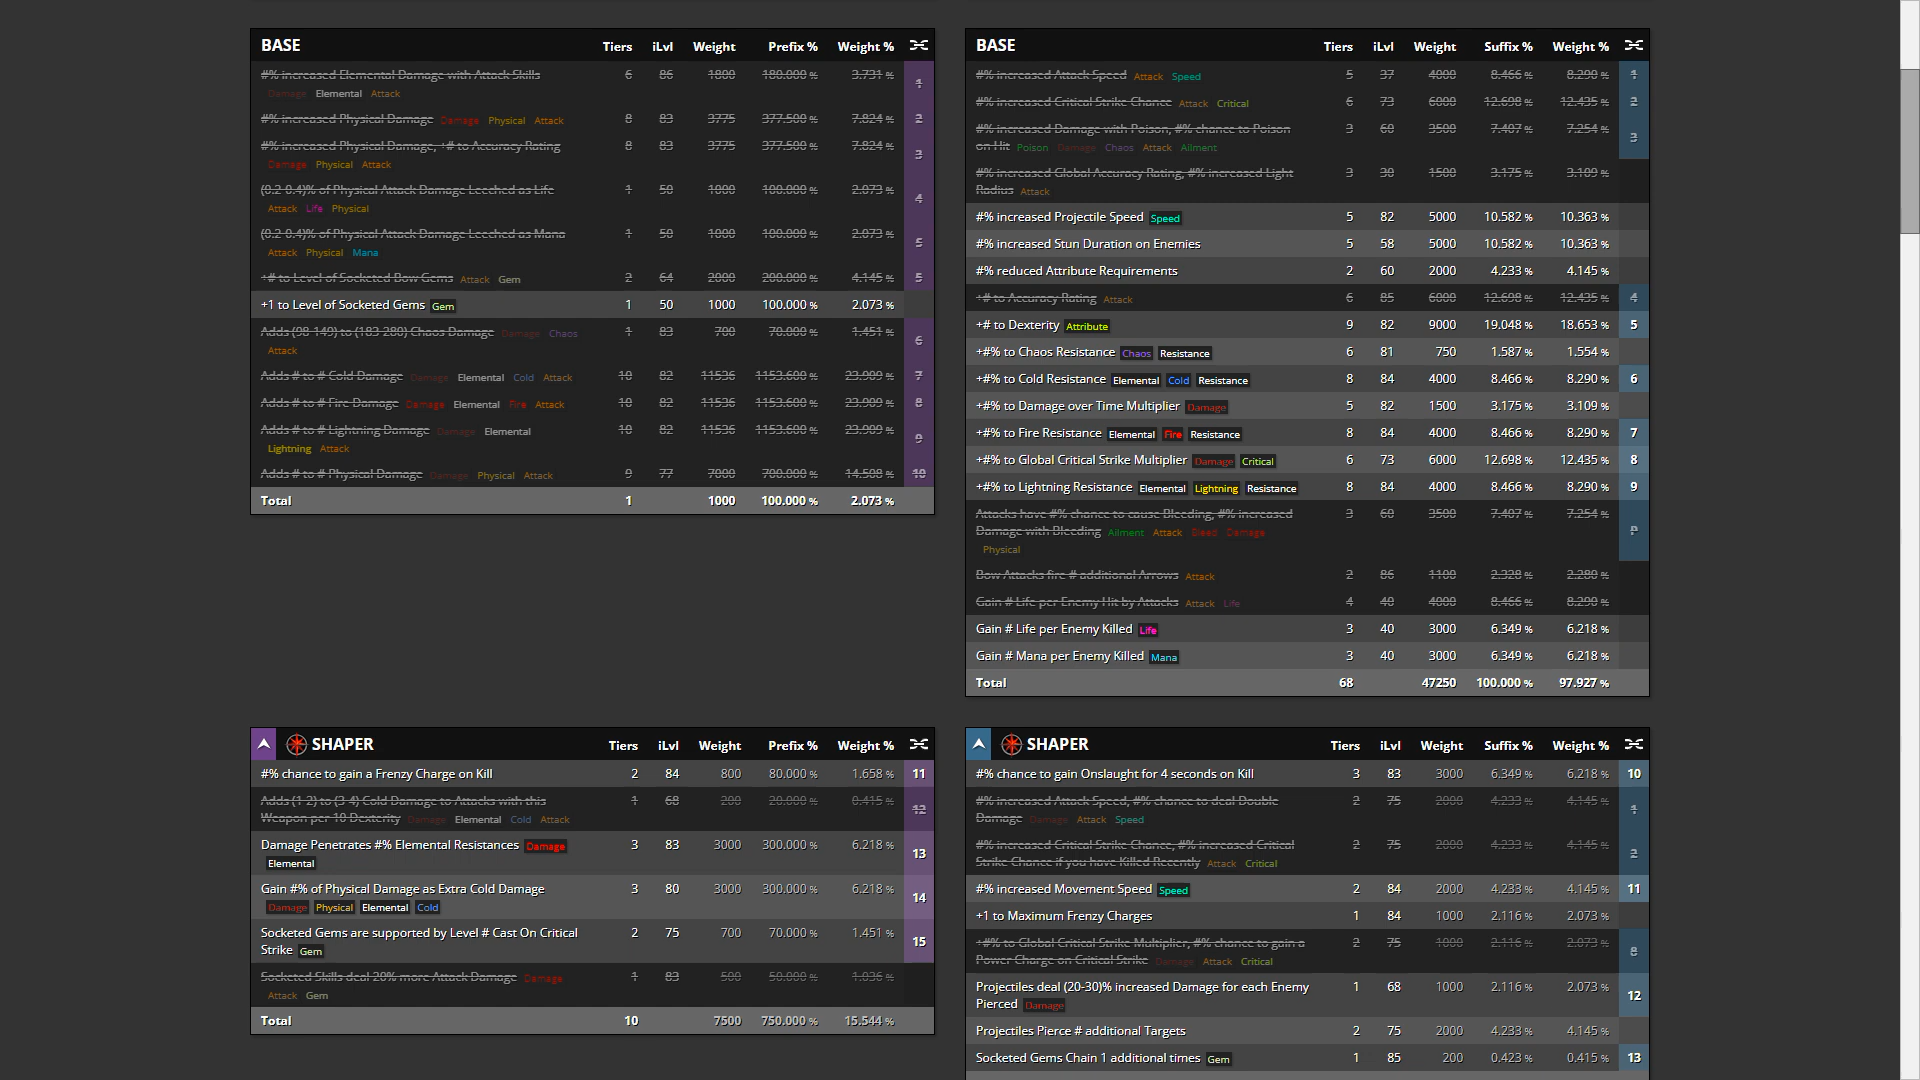 BASE Tiers iLvl Weight Prefix % Weight %
#% increased Elemental Damage with Attack Skills 6 86 1800 180.000 % 3.731 % 1
Damage Elemental Attack
#% increased Physical Damage Damage Physical Attack 8 83 3775 377.500 % 7.824 % 2
#% increased Physical Damage, +# to Accuracy Rating 8 83 3775 377.500 % 7.824 % 3
Damage Physical Attack
(0.2-0.4)% of Physical Attack Damage Leeched as Life 1 50 1000 100.000 % 2.073 % 4
Attack Life Physical
(0.2-0.4)% of Physical Attack Damage Leeched as Mana 1 50 1000 100.000 % 2.073 %
Attack Physical Mana
+# to Level of Socketed Bow Gems Attack Gem 2 64 2000 200.000 % 4.145 % 5
+1 to Level of Socketed Gems Gem 1 50 1000 100.000 % 2.073 %
Adds (98-149) to (183-280) Chaos Damage Damage Chaos 1 83 700 70.000 % 1.451 % 6
Attack
Adds # to # Cold Damage Damage Elemental Cold Attack 10 82 11536 1153.600 % 23.909 % 7
Adds # to # Fire Damage Damage Elemental Fire Attack 10 82 11536 1153.600 % 23.909 % 8
Adds # to # Lightning Damage Damage Elemental 10 82 11536 1153.600 % 23.909 % 9
Lightning Attack
Adds # to # Physical Damage Damage Physical Attack 9 77 7000 700.000 % 14.508 % 10
Total 1 1000 100.000 % 2.073 %
BASE Tiers iLvl Weight Suffix % Weight %
#% increased Attack Speed Attack Speed 5 37 4000 8.466 % 8.290 % 1
#% increased Critical Strike Chance Attack Critical 6 73 6000 12.698 % 12.435 % 2
#% increased Damage with Poison, #% chance to Poison 3 60 3500 7.407 % 7.254 % 3
on Hit Poison Damage Chaos Attack Ailment
#% increased Global Accuracy Rating, #% increased Light 3 30 1500 3.175 % 3.109 %
Radius Attack
#% increased Projectile Speed Speed 5 82 5000 10.582 % 10.363 %
#% increased Stun Duration on Enemies 5 58 5000 10.582 % 10.363 %
#% reduced Attribute Requirements 2 60 2000 4.233 % 4.145 %
+# to Accuracy Rating Attack 6 85 6000 12.698 % 12.435 % 4
+# to Dexterity Attribute 9 82 9000 19.048 % 18.653 % 5
+#% to Chaos Resistance Chaos Resistance 6 81 750 1.587 % 1.554 %
+#% to Cold Resistance Elemental Cold Resistance 8 84 4000 8.466 % 8.290 % 6
+#% to Damage over Time Multiplier Damage 5 82 1500 3.175 % 3.109 %
+#% to Fire Resistance Elemental Fire Resistance 8 84 4000 8.466 % 8.290 % 7
+#% to Global Critical Strike Multiplier Damage Critical 6 73 6000 12.698 % 12.435 % 8
+#% to Lightning Resistance Elemental Lightning Resistance 8 84 4000 8.466 % 8.290 % 9
Attacks have #% chance to cause Bleeding, #% increased 3 60 3500 7.407 % 7.254 % P
Damage with Bleeding Ailment Attack Bleed Damage
Physical
Bow Attacks fire # additional Arrows Attack 2 86 1100 2.328 % 2.280 %
Gain # Life per Enemy Hit by Attacks Attack Life 4 40 4000 8.466 % 8.290 %
Gain # Life per Enemy Killed Life 3 40 3000 6.349 % 6.218 %
Gain # Mana per Enemy Killed Mana 3 40 3000 6.349 % 6.218 %
Total 68 47250 100.000 % 97.927 %
SHAPER Tiers iLvl Weight Prefix % Weight %
#% chance to gain a Frenzy Charge on Kill 2 84 800 80.000 % 1.658 % 11
Adds (1-2) to (3-4) Cold Damage to Attacks with this 1 68 200 20.000 % 0.415 % 12
Weapon per 10 Dexterity Damage Elemental Cold Attack
Damage Penetrates #% Elemental Resistances Damage 3 83 3000 300.000 % 6.218 % 13
Elemental
Gain #% of Physical Damage as Extra Cold Damage 3 80 3000 300.000 % 6.218 % 14
Damage Physical Elemental Cold
Socketed Gems are supported by Level # Cast On Critical 2 75 700 70.000 % 1.451 % 15
Strike Gem
Socketed Skills deal 20% more Attack Damage Damage 1 83 500 50.000 % 1.036 %
Attack Gem
Total 10 7500 750.000 % 15.544 %
SHAPER Tiers iLvl Weight Suffix % Weight %
#% chance to gain Onslaught for 4 seconds on Kill 3 83 3000 6.349 % 6.218 % 10
#% increased Attack Speed, #% chance to deal Double 2 75 2000 4.233 % 4.145 % 1
Damage Damage Attack Speed
#% increased Critical Strike Chance, #% increased Critical 2 75 2000 4.233 % 4.145 % 2
Strike Chance if you have Killed Recently Attack Critical
#% increased Movement Speed Speed 2 84 2000 4.233 % 4.145 % 11
+1 to Maximum Frenzy Charges 1 84 1000 2.116 % 2.073 %
+#% to Global Critical Strike Multiplier, #% chance to gain a 2 75 1000 2.116 % 2.073 % 8
Power Charge on Critical Strike Damage Attack Critical
Projectiles deal (20-30)% increased Damage for each Enemy 1 68 1000 2.116 % 2.073 % 12
Pierced Damage
Projectiles Pierce # additional Targets 2 75 2000 4.233 % 4.145 %
Socketed Gems Chain 1 additional times Gem 1 85 200 0.423 % 0.415 % 13